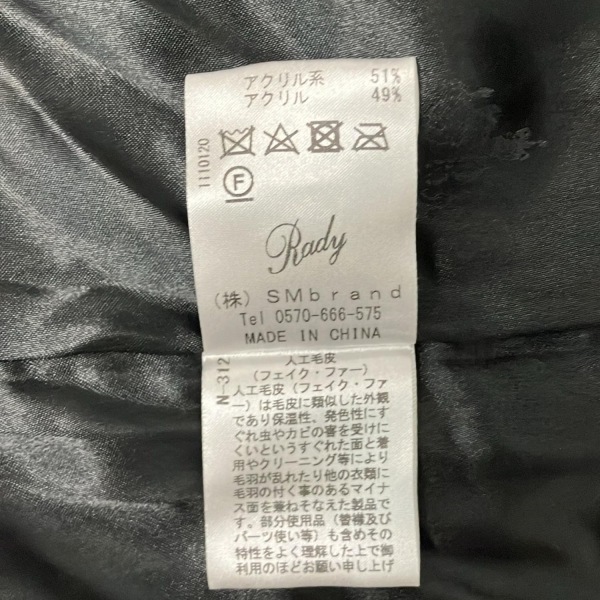 アクリル系 51%
アクリル 49%
1110120
F
Rady
(株) SMbrand
Tel 0570-666-575
MADE IN CHINA
N-312
人工毛皮
(フェイク・ファー)
人工毛皮(フェイク・ファ
ー)は毛皮に類似した外観
であり保温性、発色性にす
ぐれ虫やカビの害を受けに
くいというすぐれた面と着
用やクリーニング等により
毛羽が乱れたり他の衣類に
毛羽の付く事のあるマイナ
ス面を兼ねそなえた製品で
す。部分使用品(管襟及び
パーツ使い等)も含めその
特性をよく理解した上で御
利用のほどお願い申し上げ